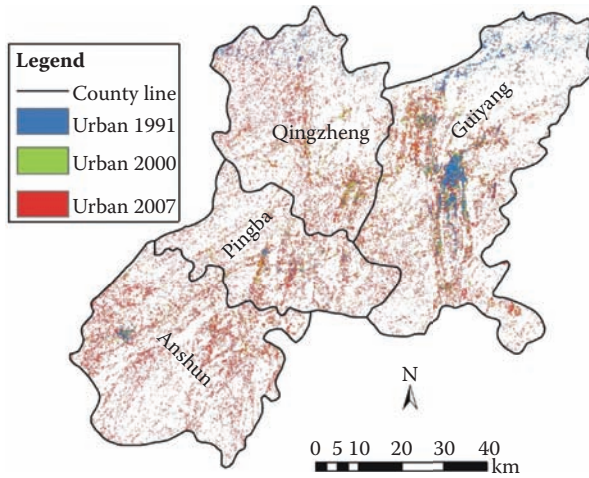 Legend
County line
Urban 1991
Urban 2000
Urban 2007
Qingzheng
Guiyang
Pingba
Anshun
N
0 5 10 20 30 40
km